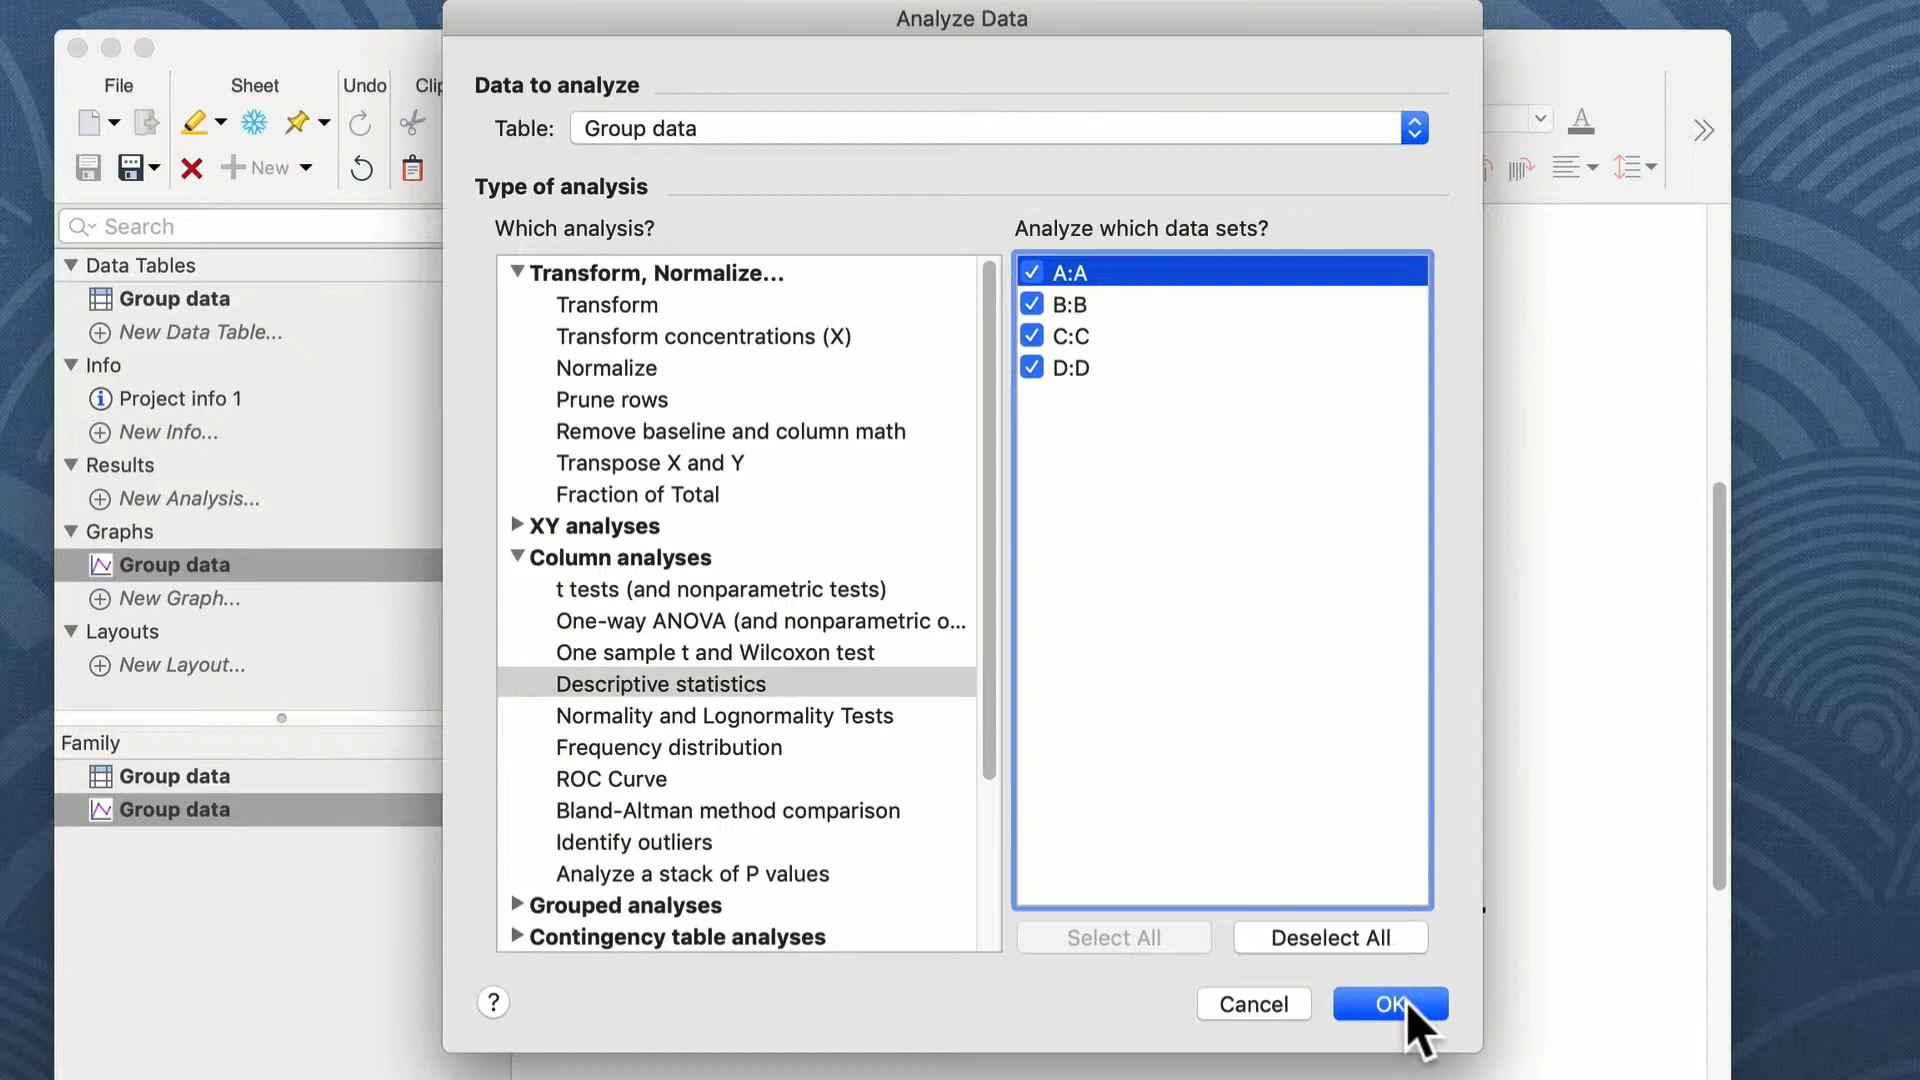 Analyze Data
File
Sheet
Undo
Clip
New
Search
Data Tables
Group data
New Data Table...
Info
Project info 1
New Info...
Results
New Analysis...
Graphs
Group data
New Graph...
Layouts
New Layout...
Family
Group data
Group data
Data to analyze
Table: Group data
Type of analysis
Which analysis?
Transform, Normalize...
Transform
Transform concentrations (X)
Normalize
Prune rows
Remove baseline and column math
Transpose X and Y
Fraction of Total
XY analyses
Column analyses
t tests (and nonparametric tests)
One-way ANOVA (and nonparametric o...
One sample t and Wilcoxon test
Descriptive statistics
Normality and Lognormality Tests
Frequency distribution
ROC Curve
Bland-Altman method comparison
Identify outliers
Analyze a stack of P values
Grouped analyses
Contingency table analyses
Analyze which data sets?
A:A
B:B
C:C
D:D
Select All
Deselect All
?
Cancel
OK
A